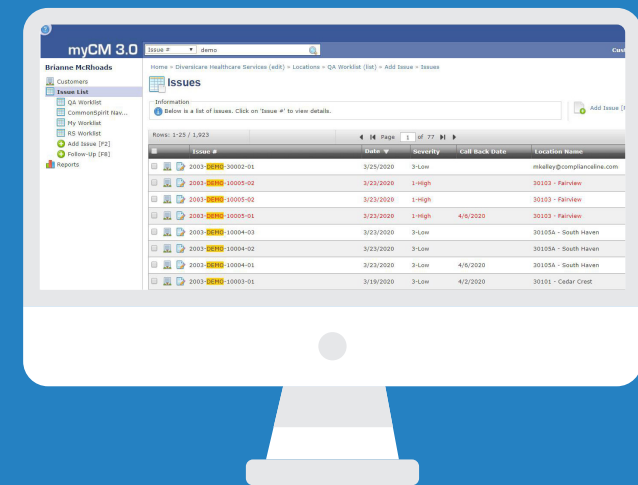 ?
myCM 3.0 Issue # ▼ demo Cust
Brianne McRhoads
Home > Diversicare Healthcare Services (edit) > Locations > QA Worklist (list) > Add Issue > Issues
Customers
Issue List
QA Worklist
CommonSpirit Nav...
My Worklist
RS Worklist
Add Issue [F2]
Follow-Up [F8]
Reports
Issues
Information
Below is a list of issues. Click on 'Issue #' to view details.
Add Issue [
Rows: 1-25 / 1,923 Page 1 of 77
Issue # Date ▼ Severity Call Back Date Location Name
2003-DEMO-30002-01 3/25/2020 3-Low mkelley@complianceline.com
2003-DEMO-10005-02 3/23/2020 1-High 30103 - Fairview
2003-DEMO-10005-02 3/23/2020 1-High 30103 - Fairview
2003-DEMO-10005-01 3/23/2020 1-High 4/6/2020 30103 - Fairview
2003-DEMO-10004-03 3/23/2020 3-Low 30105A - South Haven
2003-DEMO-10004-02 3/23/2020 3-Low 30105A - South Haven
2003-DEMO-10004-01 3/23/2020 3-Low 4/6/2020 30105A - South Haven
2003-DEMO-10003-01 3/19/2020 3-Low 4/2/2020 30101 - Cedar Crest